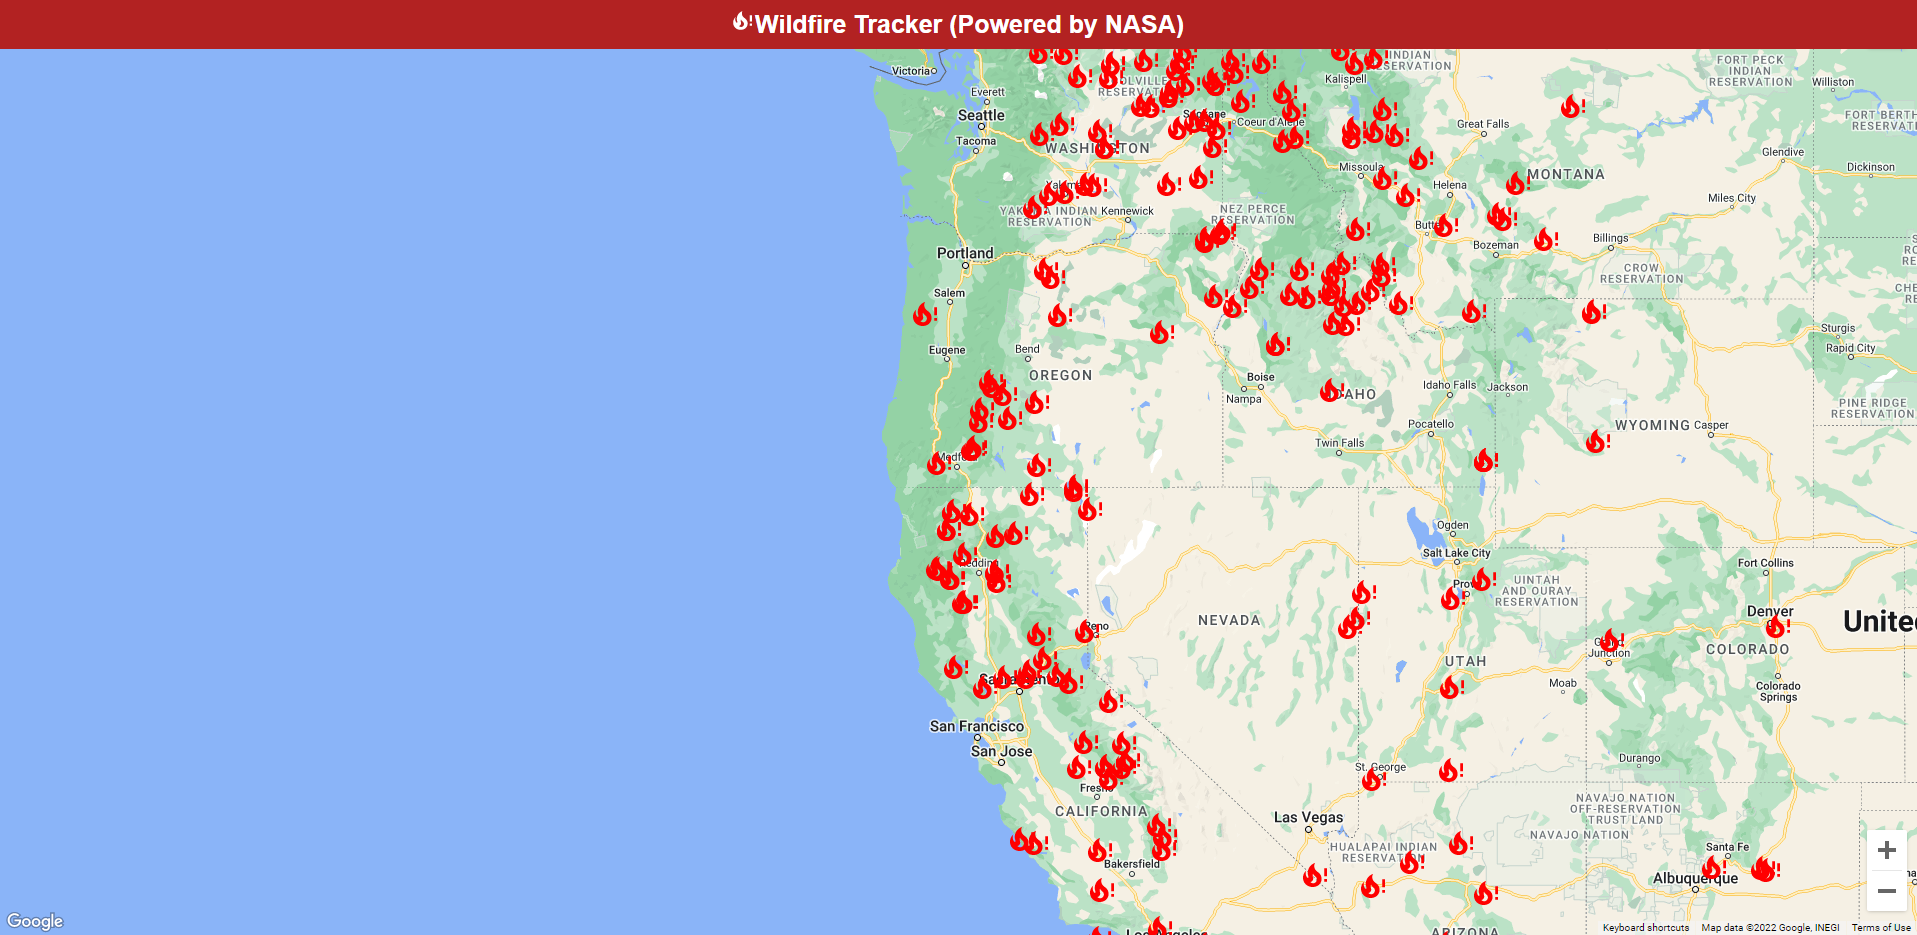 Wildfire Tracker (Powered by NASA)
INDIAN
RESERVATION
FORT PECK
INDIAN
RESERVATION
Victoria
Kalispell
Williston
Everett
Seattle
Spokane
Coeur d'Alene
Great Falls
FORT BERTH
RESERVAT
Tacoma
WASHINGTON
Missoula
Glendive
Dickinson
Helena
MONTANA
Miles City
YAKAMA INDIAN
RESERVATION
Kennewick
NEZ PERCE
RESERVATION
Butte
Bozeman
Billings
Portland
CROW
RESERVATION
Salem
Sturgis
Rapid City
Eugene
Bend
OREGON
Boise
Nampa
IDAHO
Idaho Falls
Jackson
PINE RIDGE
RESERVATION
Pocatello
WYOMING
Casper
Twin Falls
Medford
Ogden
Salt Lake City
Redding
Provo
UINTAH
AND OURAY
RESERVATION
Fort Collins
Denver
United
NEVADA
Reno
Grand
Junction
COLORADO
UTAH
Sacramento
Moab
Colorado
Springs
San Francisco
San Jose
St. George
Durango
Fresno
CALIFORNIA
NAVAJO NATION
OFF-RESERVATION
TRUST LAND
Las Vegas
NAVAJO NATION
HUALAPAI INDIAN
RESERVATION
Santa Fe
Bakersfield
Albuquerque
Los Angeles
ARIZONA
Google
Keyboard shortcuts
Map data ©2022 Google, INEGI
Terms of Use